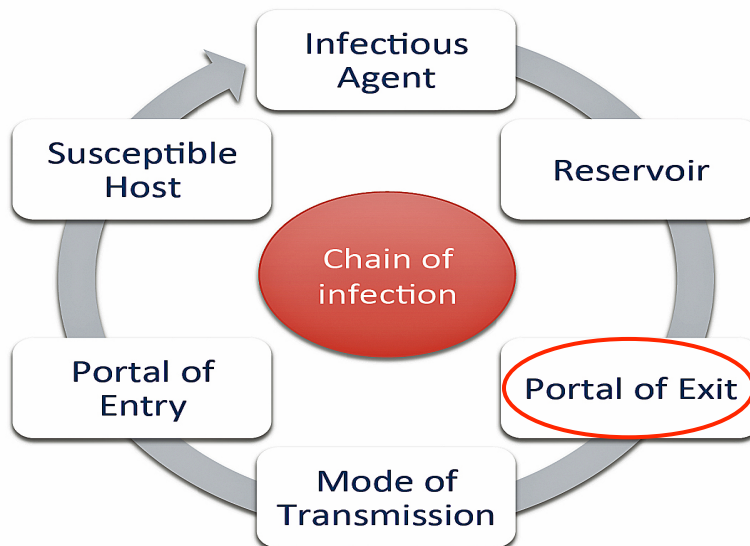 Infectious
Agent
Reservoir
Portal of Exit
Mode of
Transmission
Portal of
Entry
Susceptible
Host
Chain of
infection